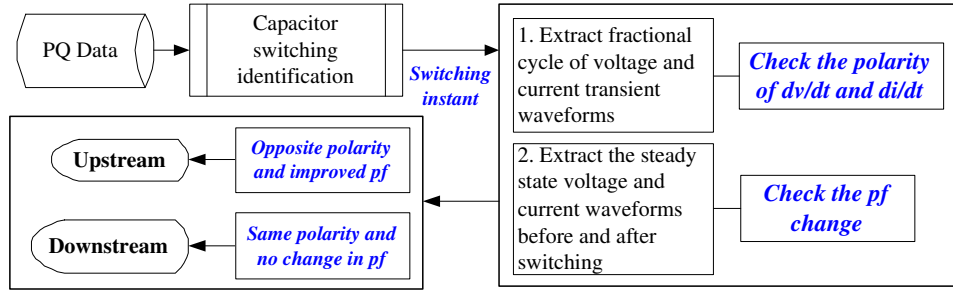 PQ Data
Capacitor
switching
identification
Switching
instant
1. Extract fractional
cycle of voltage and
current transient
waveforms
Check the polarity
of dv/dt and di/dt
2. Extract the steady
state voltage and
current waveforms
before and after
switching
Check the pf
change
Opposite polarity
and improved pf
Upstream
Same polarity and
no change in pf
Downstream